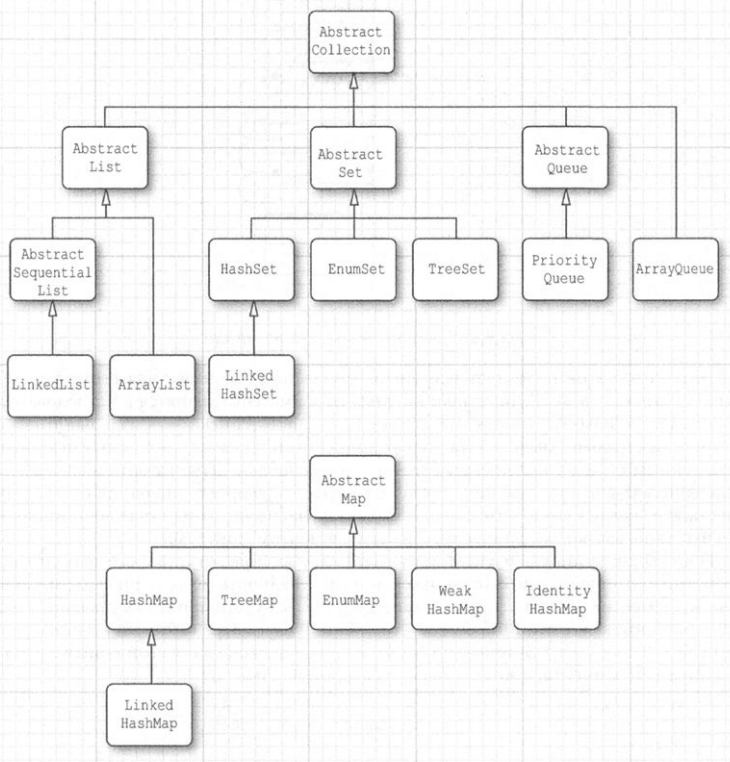 Abstract
Collection
Abstract
List
Abstract
Set
Abstract
Queue
Abstract
Sequential
List
HashSet
EnumSet
TreeSet
Priority
Queue
ArrayQueue
LinkedList
ArrayList
Linked
HashSet
Abstract
Map
HashMap
TreeMap
EnumMap
Weak
HashMap
Identity
HashMap
Linked
HashMap